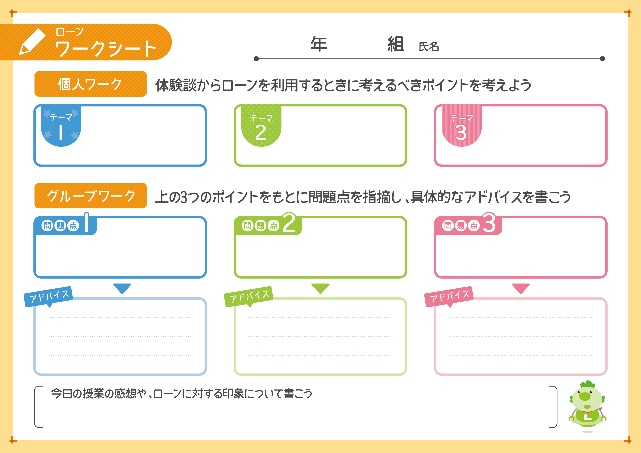 ローン
ワークシート
年 組 氏名
個人ワーク 体験談からローンを利用するときに考えるべきポイントを考えよう
テーマ
1
テーマ
2
テーマ
3
グループワーク 上の3つのポイントをもとに問題点を指摘し、具体的なアドバイスを書こう
問題点1
問題点2
問題点3
アドバイス
アドバイス
アドバイス
今日の授業の感想や、ローンに対する印象について書こう
L